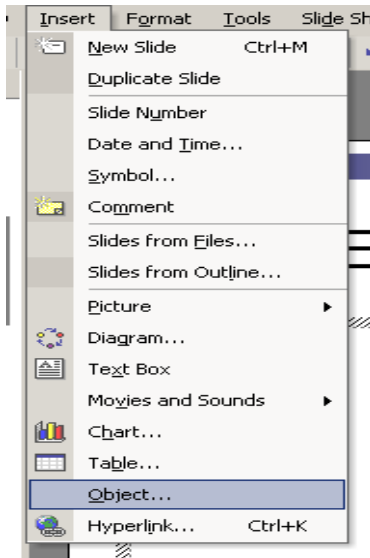 Insert Format Tools Slide Sh
New Slide Ctrl+M
Duplicate Slide
Slide Number
Date and Time...
Symbol...
Comment
Slides from Files...
Slides from Outline...
Picture
Diagram...
Text Box
Movies and Sounds
Chart...
Table...
Object...
Hyperlink... Ctrl+K